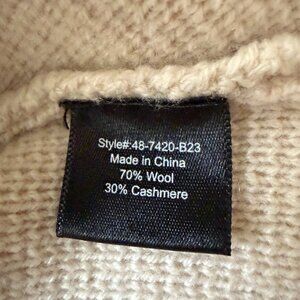 Style#:48-7420-B23
Made in China
70% Wool
30% Cashmere